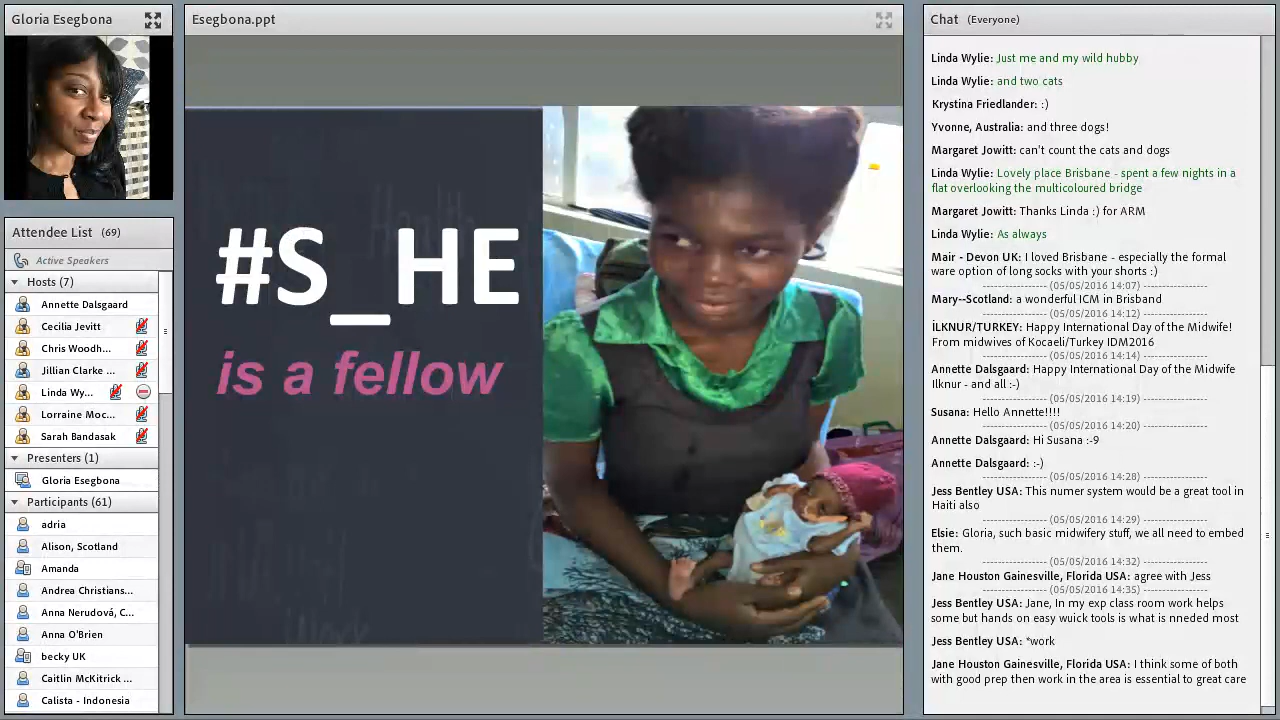 Gloria Esegbona
Attendee List (69)
Active Speakers
Hosts (7)
Annette Dalsgaard
Cecilia Jevitt
Chris Woodh...
Jillian Clarke ...
Linda Wy...
Lorraine Moc...
Sarah Bandasak
Presenters (1)
Gloria Esegbona
Participants (61)
adria
Alison, Scotland
Amanda
Andrea Christians...
Anna Nerudová, C...
Anna O'Brien
becky UK
Caitlin McKitrick ...
Calista - Indonesia
Esegbona.ppt
#S_HE
is a fellow
Chat (Everyone)
Linda Wylie: Just me and my wild hubby
Linda Wylie: and two cats
Krystina Friedlander: :)
Yvonne, Australia: and three dogs!
Margaret Jowitt: can't count the cats and dogs
Linda Wylie: Lovely place Brisbane - spent a few nights in a
flat overlooking the multicoloured bridge
Margaret Jowitt: Thanks Linda :) for ARM
Linda Wylie: As always
Mair - Devon UK: I loved Brisbane - especially the formal
ware option of long socks with your shorts :)
------------------ (05/05/2016 14:07) ------------------
Mary--Scotland: a wonderful ICM in Brisband
------------------ (05/05/2016 14:12) ------------------
İLKNUR/TURKEY: Happy International Day of the Midwife!
From midwives of Kocaeli/Turkey IDM2016
------------------ (05/05/2016 14:14) ------------------
Annette Dalsgaard: Happy International Day of the Midwife
Ilknur - and all :-)
------------------ (05/05/2016 14:19) ------------------
Susana: Hello Annette!!!!
------------------ (05/05/2016 14:20) ------------------
Annette Dalsgaard: Hi Susana :-9
Annette Dalsgaard: :-)
------------------ (05/05/2016 14:28) ------------------
Jess Bentley USA: This numer system would be a great tool in
Haiti also
------------------ (05/05/2016 14:29) ------------------
Elsie: Gloria, such basic midwifery stuff, we all need to embed
them.
------------------ (05/05/2016 14:32) ------------------
Jane Houston Gainesville, Florida USA: agree with Jess
------------------ (05/05/2016 14:35) ------------------
Jess Bentley USA: Jane, In my exp class room work helps
some but hands on easy wuick tools is what is nneded most
Jess Bentley USA: *work
Jane Houston Gainesville, Florida USA: I think some of both
with good prep then work in the area is essential to great care